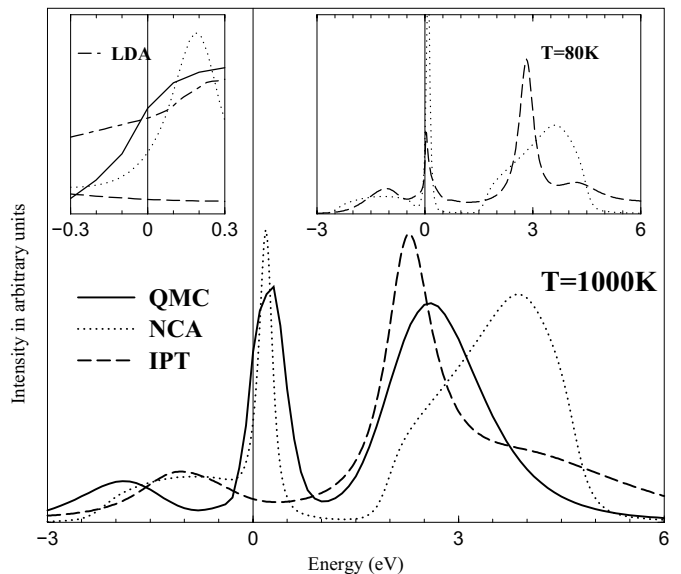 LDA
T=80K
−0.3 0 0.3
−3 0 3 6
T=1000K
QMC
NCA
IPT
Intensity in arbitrary units
−3 0 3 6
Energy (eV)